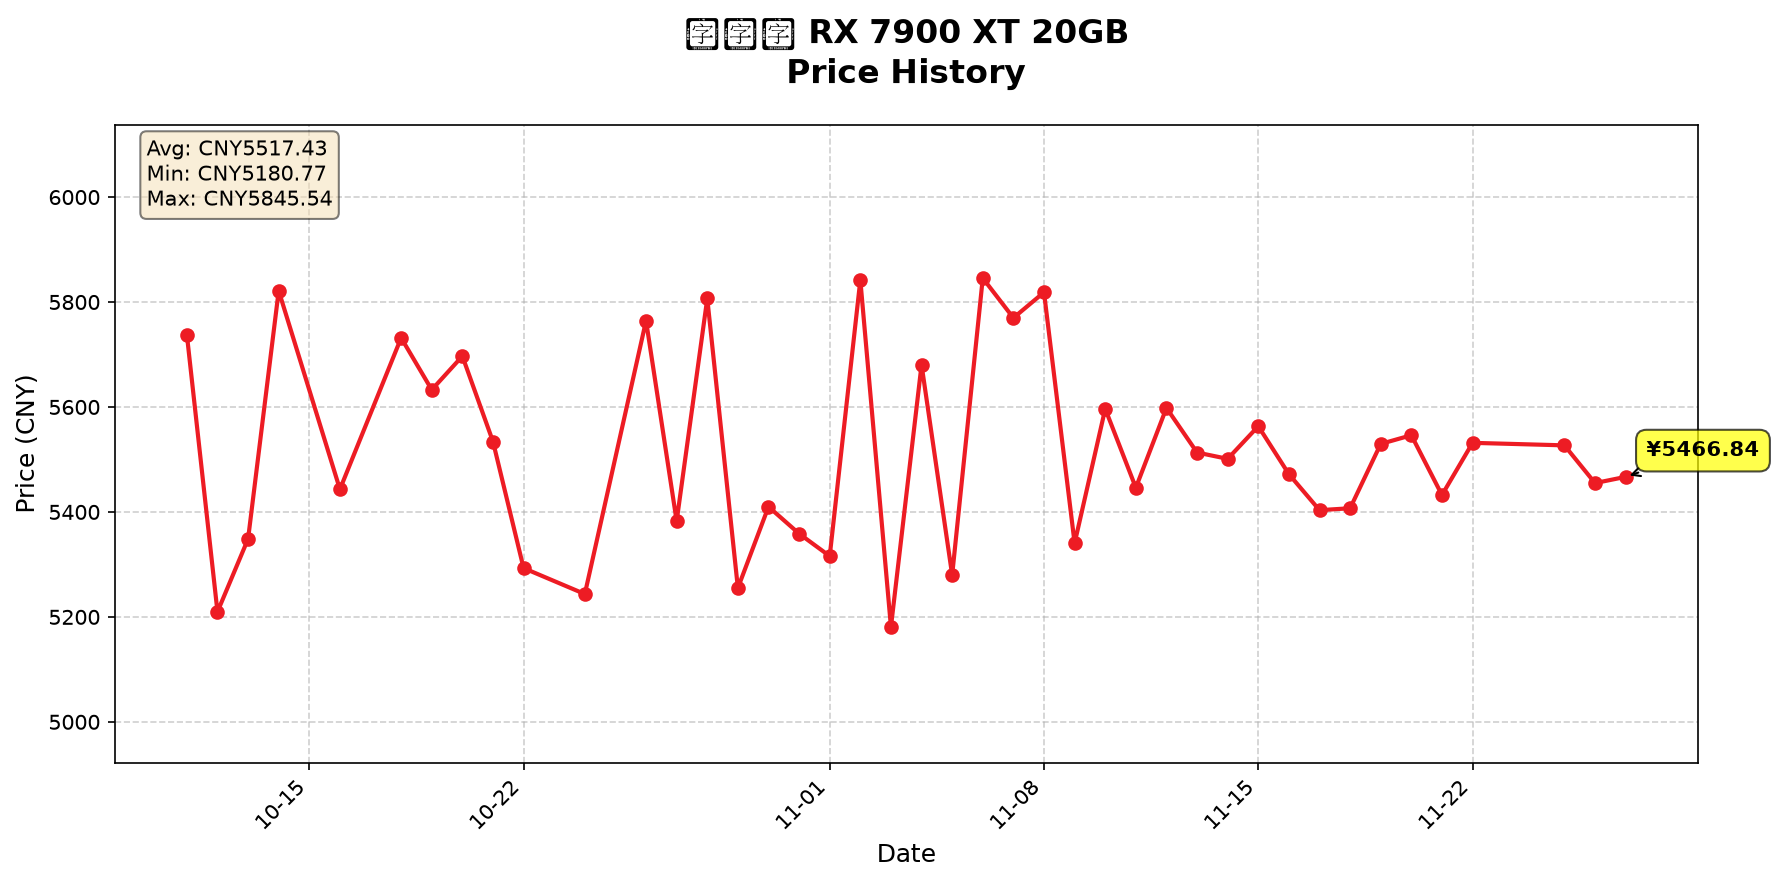 RX 7900 XT 20GB
Price History
Avg: CNY5517.43
Min: CNY5180.77
Max: CNY5845.54
6000
5800
5600
5400
5200
5000
Price (CNY)
¥5466.84
10-15
10-22
11-01
11-08
11-15
11-22
Date